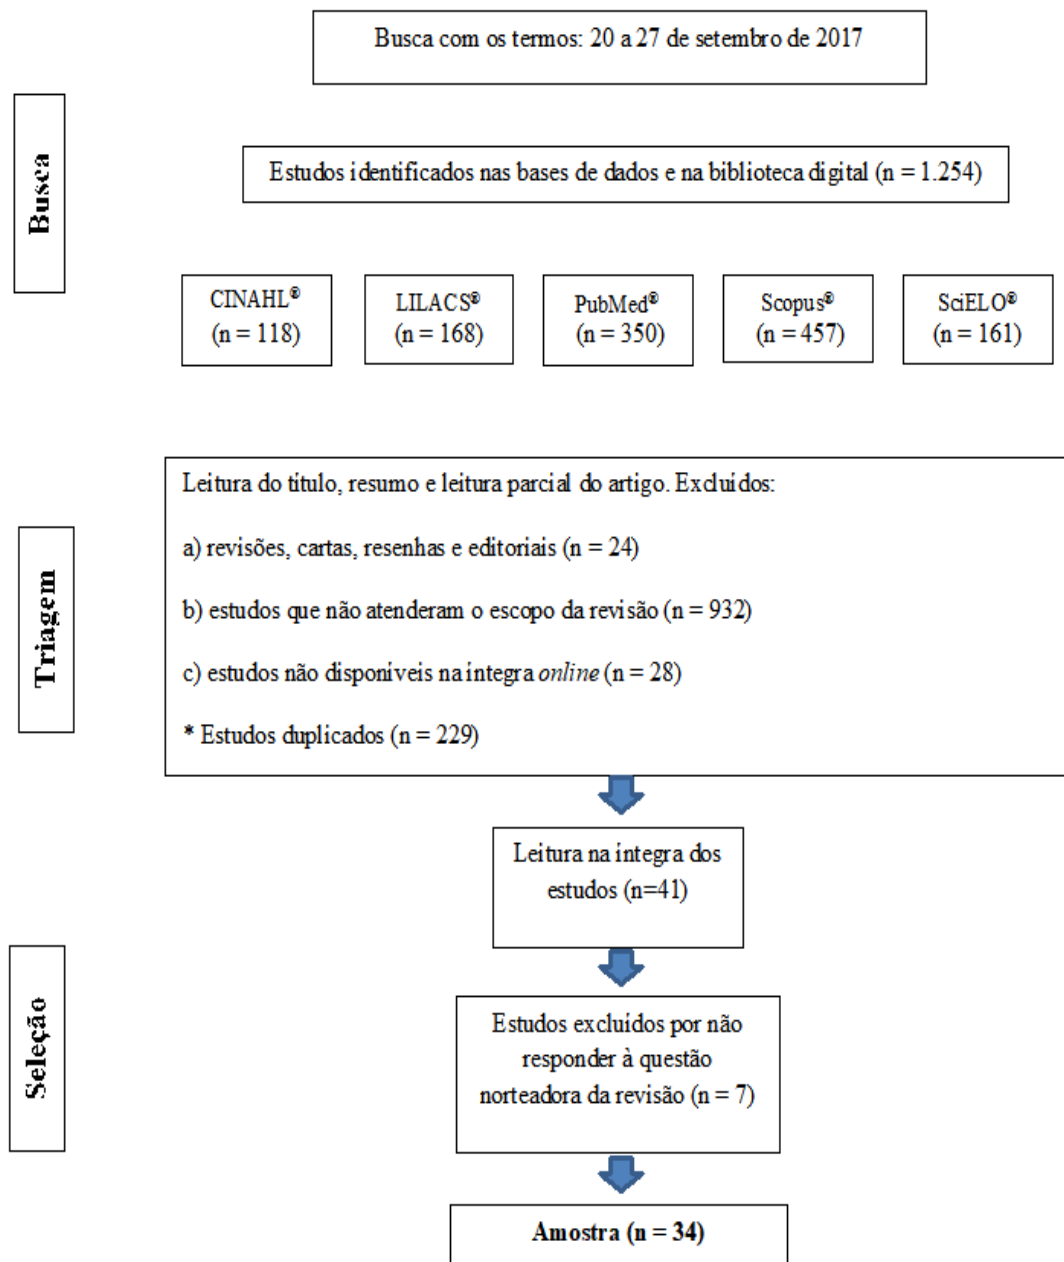 Busca com os termos: 20 a 27 de setembro de 2017
Busca
Estudos identificados nas bases de dados e na biblioteca digital (n = 1.254)
CINAHL®
(n = 118)
LILACS®
(n = 168)
PubMed®
(n = 350)
Scopus®
(n = 457)
SciELO®
(n = 161)
Triagem
Leitura do título, resumo e leitura parcial do artigo. Excluídos:
a) revisões, cartas, resenhas e editoriais (n = 24)
b) estudos que não atenderam o escopo da revisão (n = 932)
c) estudos não disponíveis na íntegra online (n = 28)
* Estudos duplicados (n = 229)
Leitura na íntegra dos
estudos (n=41)
Seleção
Estudos excluídos por não
responder à questão
norteadora da revisão (n = 7)
Amostra (n = 34)